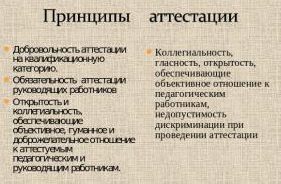 Принципы аттестации
Добровольность аттестации
на квалификационную
категорию.
Обязательность аттестации
руководящих работников
Открытость и
коллегиальность,
обеспечивающие
объективное, гуманное и
доброжелательное отношение
к аттестуемым
педагогическим и
руководящим работникам.
Коллегиальность,
гласность, открытость,
обеспечивающие
объективное отношение к
педагогическим
работникам,
недопустимость
дискриминации при
проведении аттестации